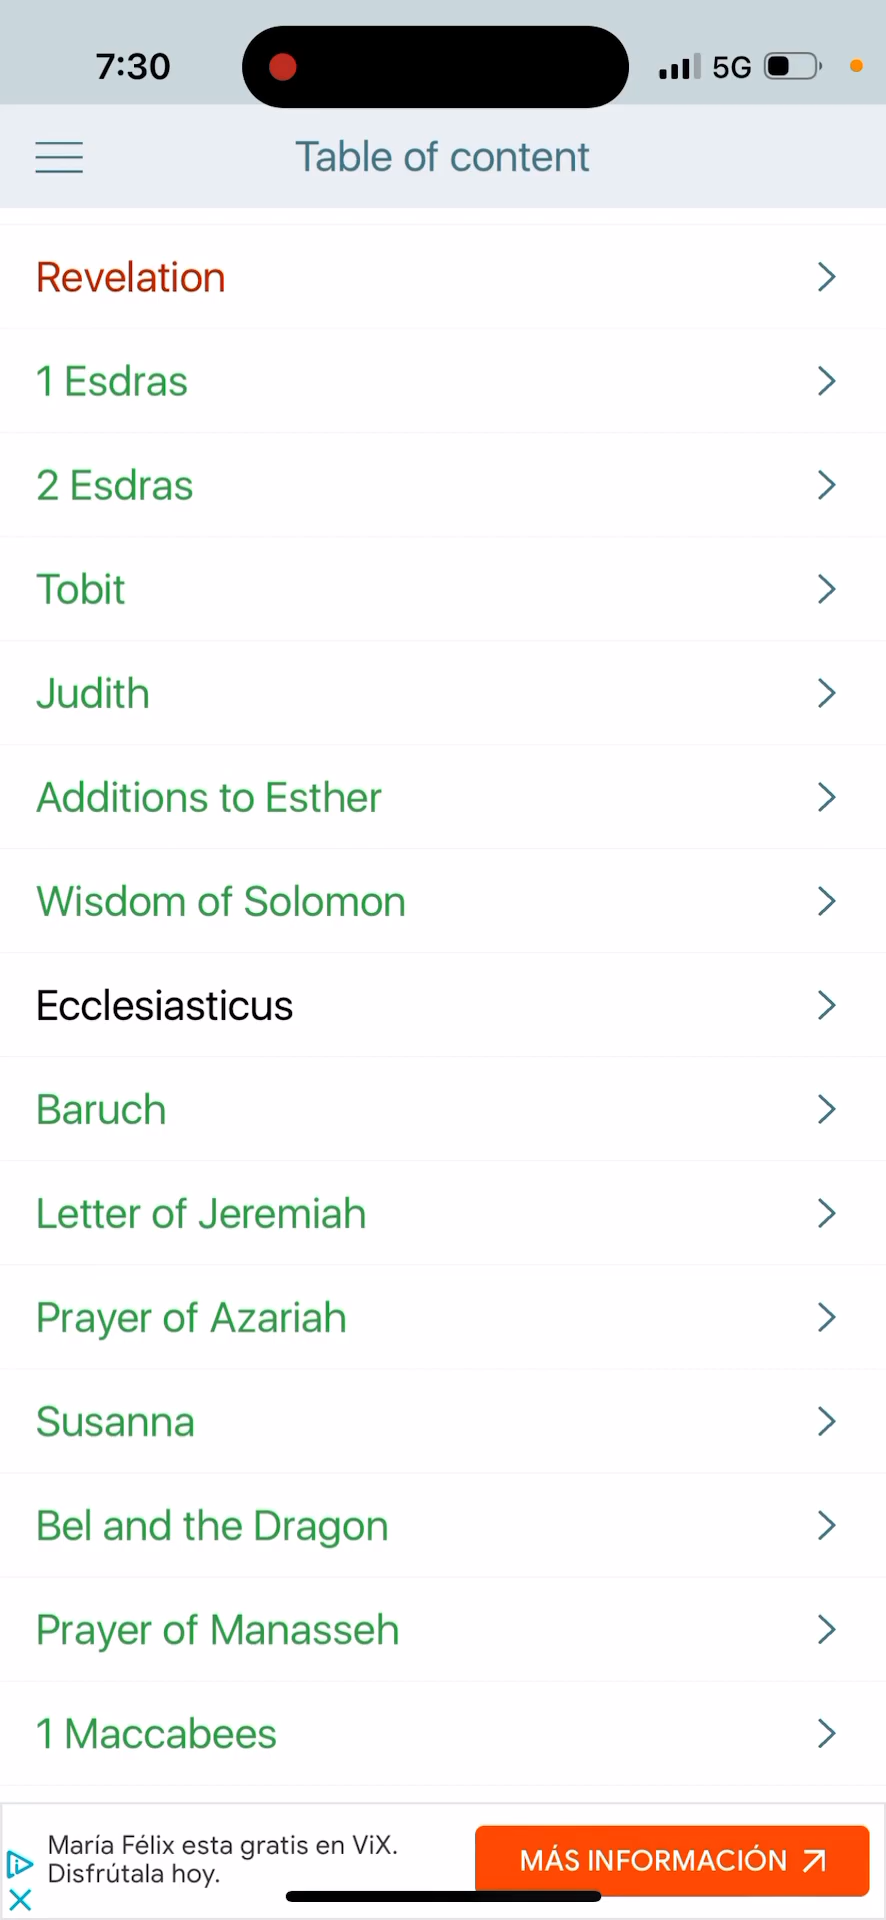 7:30
5G
Table of content
Revelation
1 Esdras
2 Esdras
Tobit
Judith
Additions to Esther
Wisdom of Solomon
Ecclesiasticus
Baruch
Letter of Jeremiah
Prayer of Azariah
Susanna
Bel and the Dragon
Prayer of Manasseh
1 Maccabees
María Félix esta gratis en ViX.
Disfrútala hoy.
MÁS INFORMACIÓN